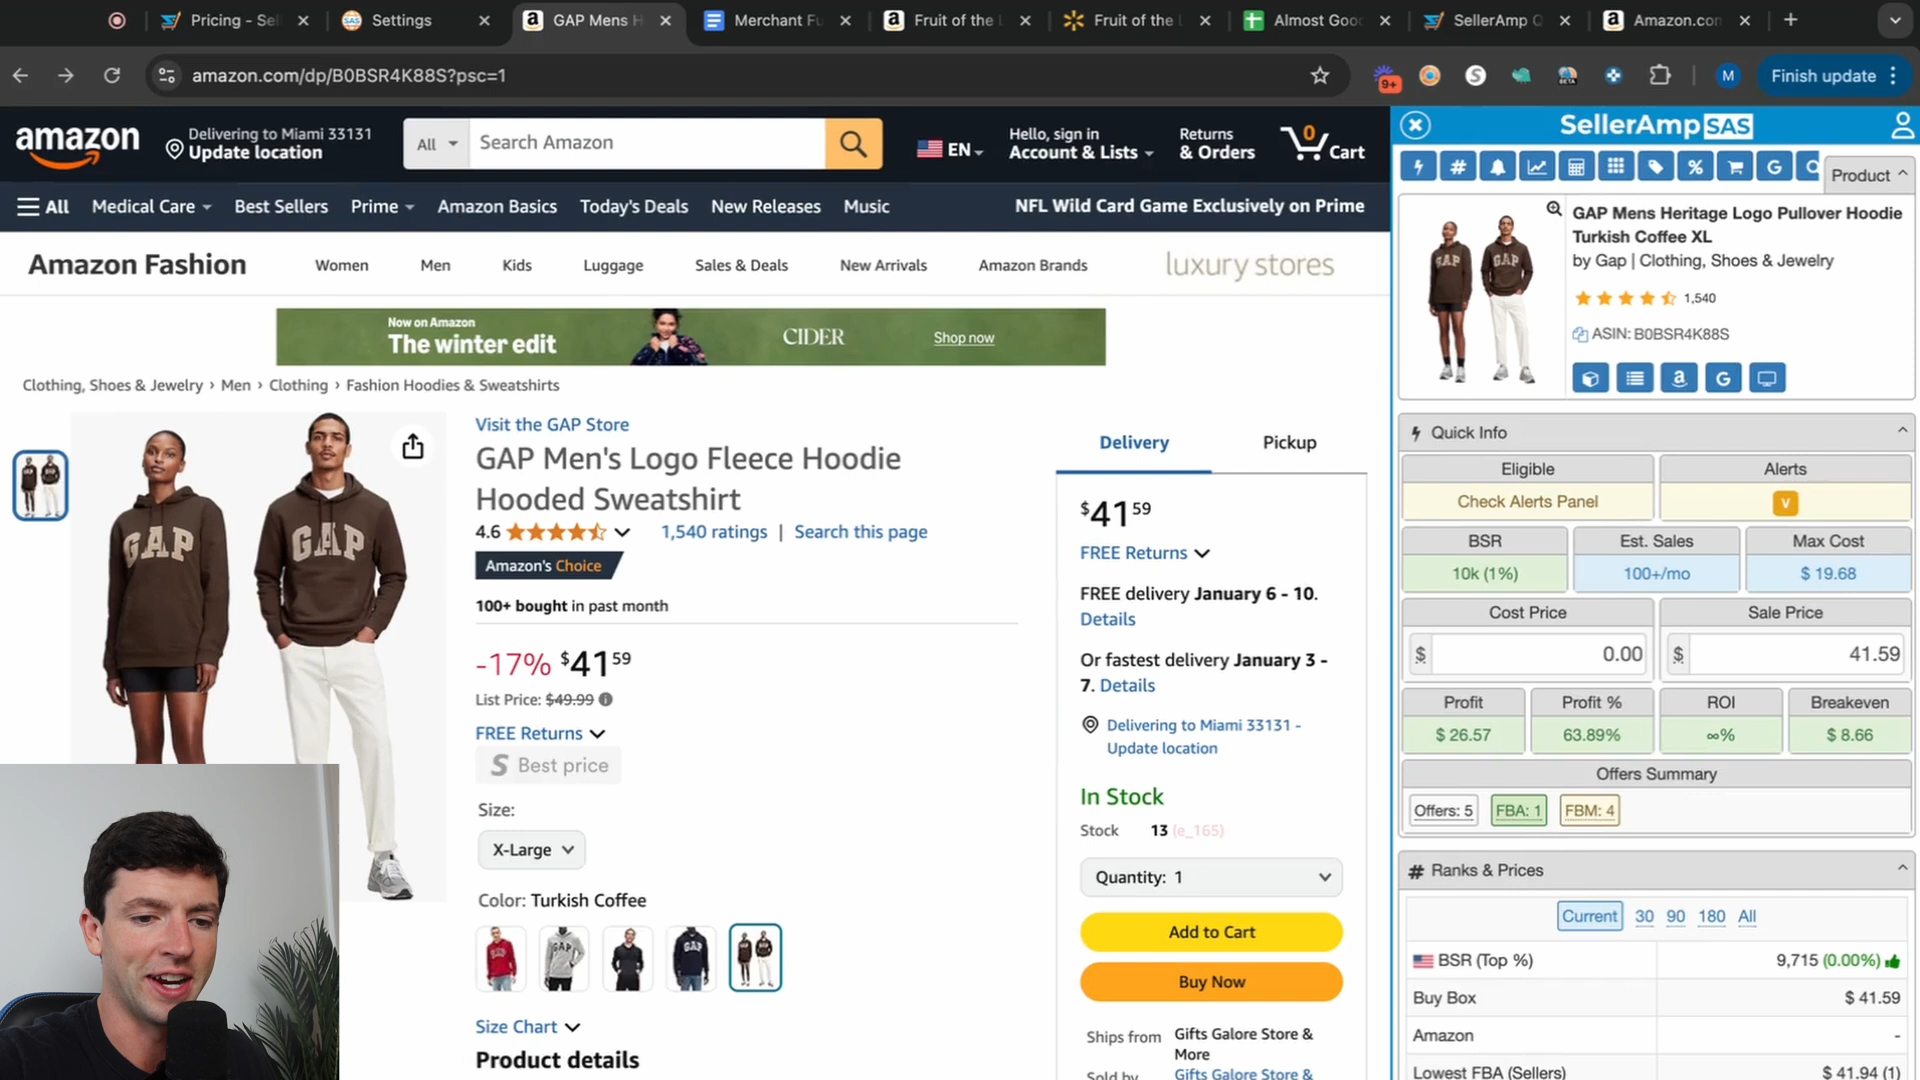 Pricing - Sel
Settings
GAP Mens H
Merchant Fu
Fruit of the L
Fruit of the L
Almost Good
SellerAmp Q
Amazon.com
amazon.com/dp/B0BSR4K88S?psc=1
9+
BETA
M
Finish update
amazon
Delivering to Miami 33131
Update location
All
Search Amazon
EN
Hello, sign in
Account & Lists
Returns
& Orders
0
Cart
All
Medical Care
Best Sellers
Prime
Amazon Basics
Today's Deals
New Releases
Music
NFL Wild Card Game Exclusively on Prime
Amazon Fashion
Women
Men
Kids
Luggage
Sales & Deals
New Arrivals
Amazon Brands
luxury stores
Now on Amazon
The winter edit
CIDER
Shop now
Clothing, Shoes & Jewelry › Men › Clothing › Fashion Hoodies & Sweatshirts
GAP
GAP
Visit the GAP Store
GAP Men's Logo Fleece Hoodie
Hooded Sweatshirt
4.6
1,540 ratings | Search this page
Amazon's Choice
100+ bought in past month
-17% $41 59
List Price: $49.99
FREE Returns
S Best price
Size:
X-Large
Color: Turkish Coffee
Size Chart
Product details
Delivery
Pickup
$41 59
FREE Returns
FREE delivery January 6 - 10.
Details
Or fastest delivery January 3 -
7. Details
Delivering to Miami 33131 -
Update location
In Stock
Stock 13 (e_165)
Quantity: 1
Add to Cart
Buy Now
Ships from
Gifts Galore Store &
More
Sold by
Gifts Galore Store &
SellerAmp SAS
Product
GAP Mens Heritage Logo Pullover Hoodie
Turkish Coffee XL
by Gap | Clothing, Shoes & Jewelry
1,540
ASIN: B0BSR4K88S
Quick Info
Eligible
Alerts
Check Alerts Panel
V
BSR
Est. Sales
Max Cost
10k (1%)
100+/mo
$ 19.68
Cost Price
Sale Price
$ 0.00
$ 41.59
Profit
Profit %
ROI
Breakeven
$ 26.57
63.89%
∞%
$ 8.66
Offers Summary
Offers: 5
FBA: 1
FBM: 4
Ranks & Prices
Current
30
90
180
All
BSR (Top %)
9,715 (0.00%)
Buy Box
$ 41.59
Amazon
-
Lowest FBA (Sellers)
$ 41.94 (1)